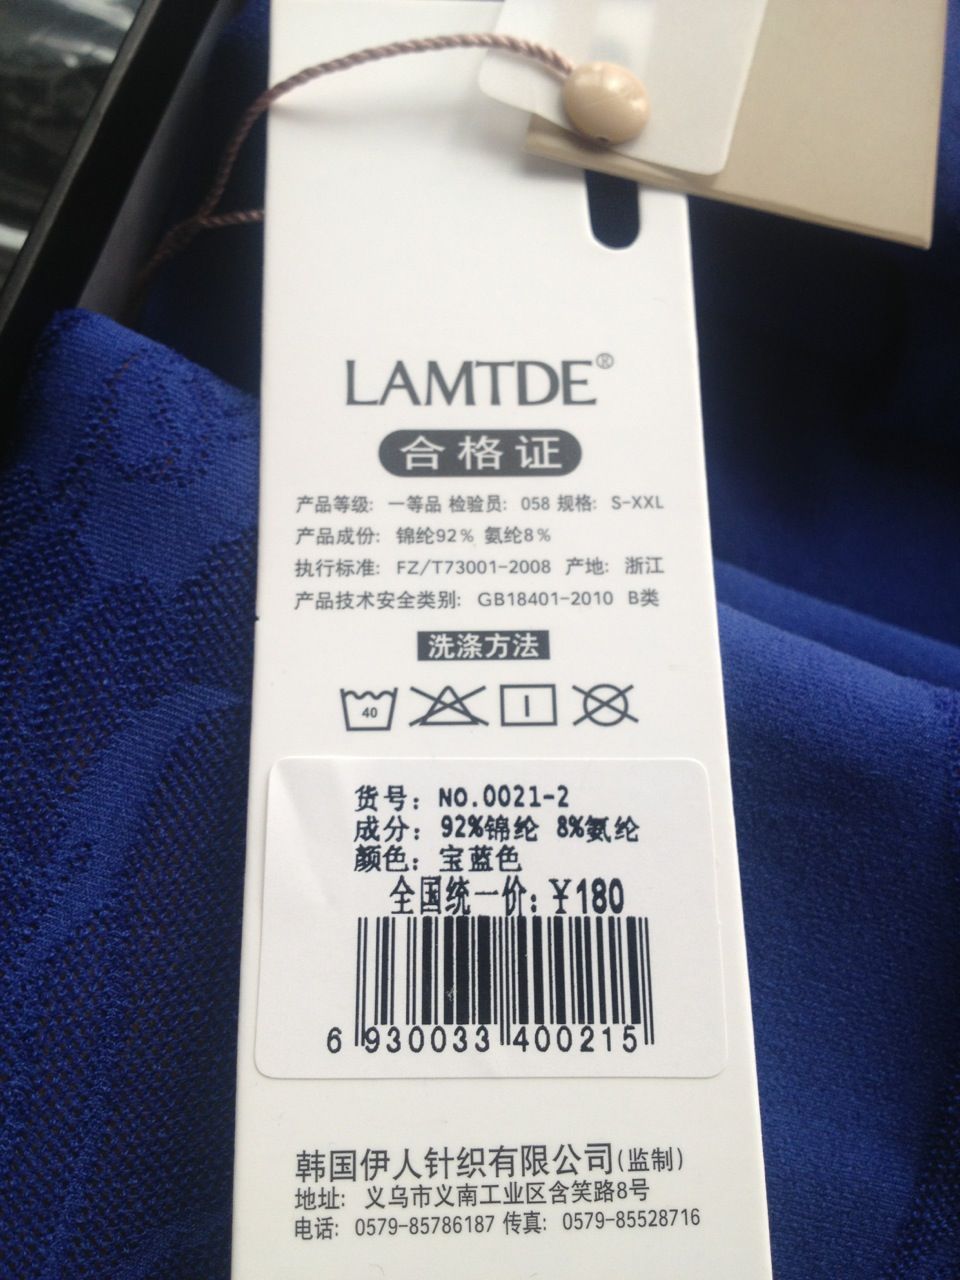 LAMTDE®
合格证
产品等级: 一等品 检验员: 058 规格: S-XXL
产品成份: 锦纶92% 氨纶8%
执行标准: FZ/T73001-2008 产地: 浙江
产品技术安全类别: GB18401-2010 B类
洗涤方法
40
货号: NO.0021-2
成分: 92%锦纶 8%氨纶
颜色: 宝蓝色
全国统一价: ¥180
6 930033 400215
韩国伊人针织有限公司(监制)
地址: 义乌市义南工业区含笑路8号
电话: 0579-85786187 传真: 0579-85528716